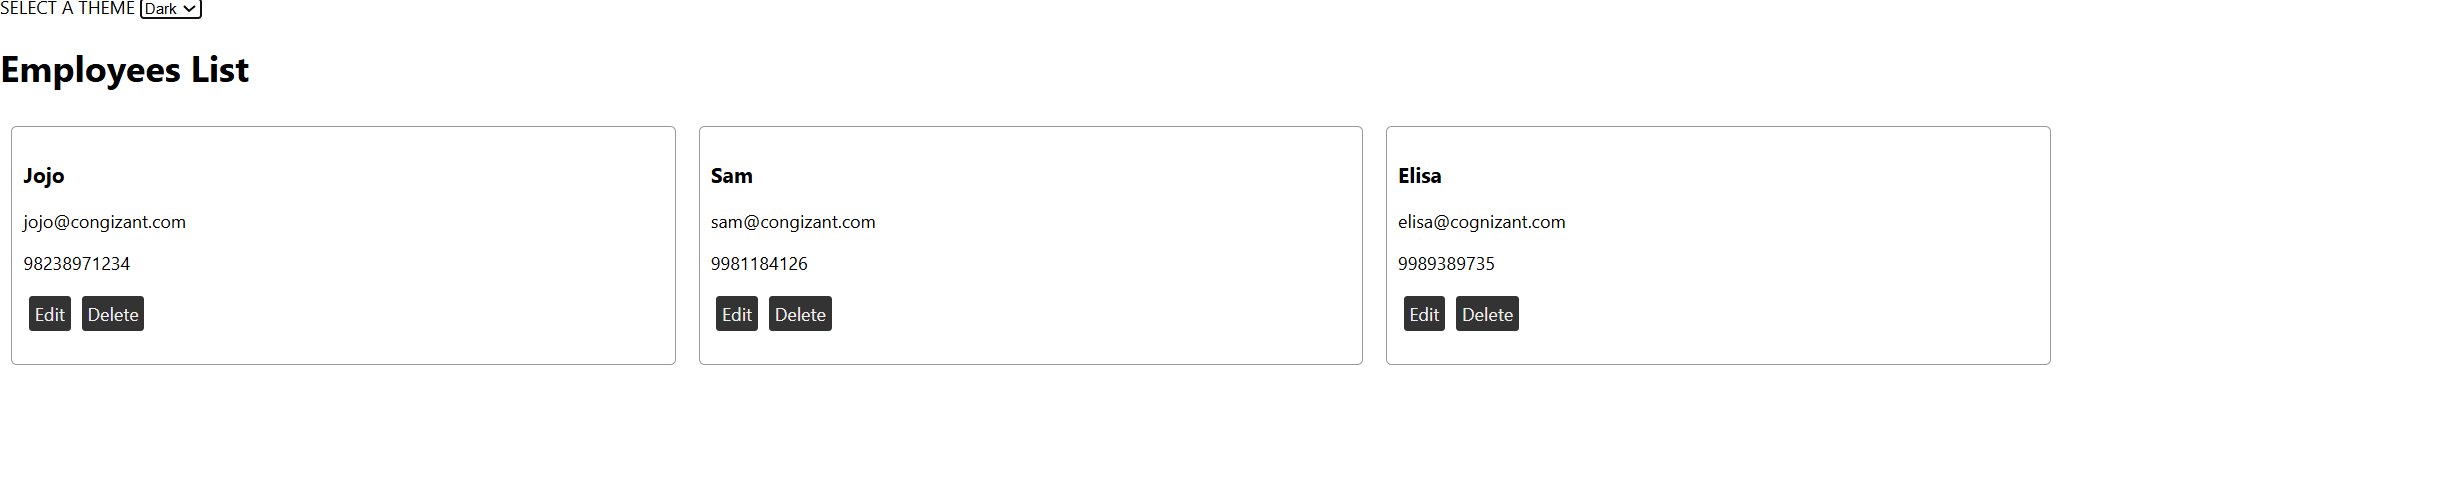 SELECT A THEME Dark
Employees List
Jojo
jojo@congizant.com
98238971234
Edit Delete
Sam
sam@congizant.com
9981184126
Edit Delete
Elisa
elisa@cognizant.com
9989389735
Edit Delete